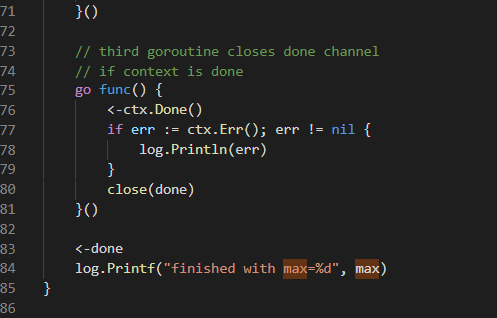 71 }()
72
73 // third goroutine closes done channel
74 // if context is done
75 go func() {
76 <-ctx.Done()
77 if err := ctx.Err(); err != nil {
78 log.Println(err)
79 }
80 close(done)
81 }()
82
83 <-done
84 log.Printf("finished with max=%d", max)
85 }
86